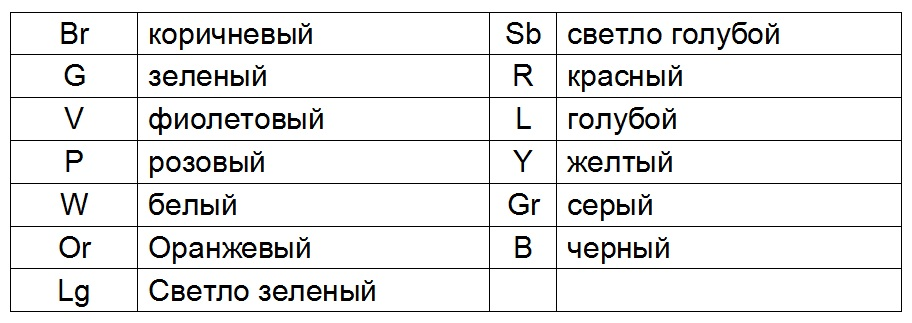 Br коричневый Sb светло голубой
G зеленый R красный
V фиолетовый L голубой
P розовый Y желтый
W белый Gr серый
Or Оранжевый B черный
Lg Светло зеленый